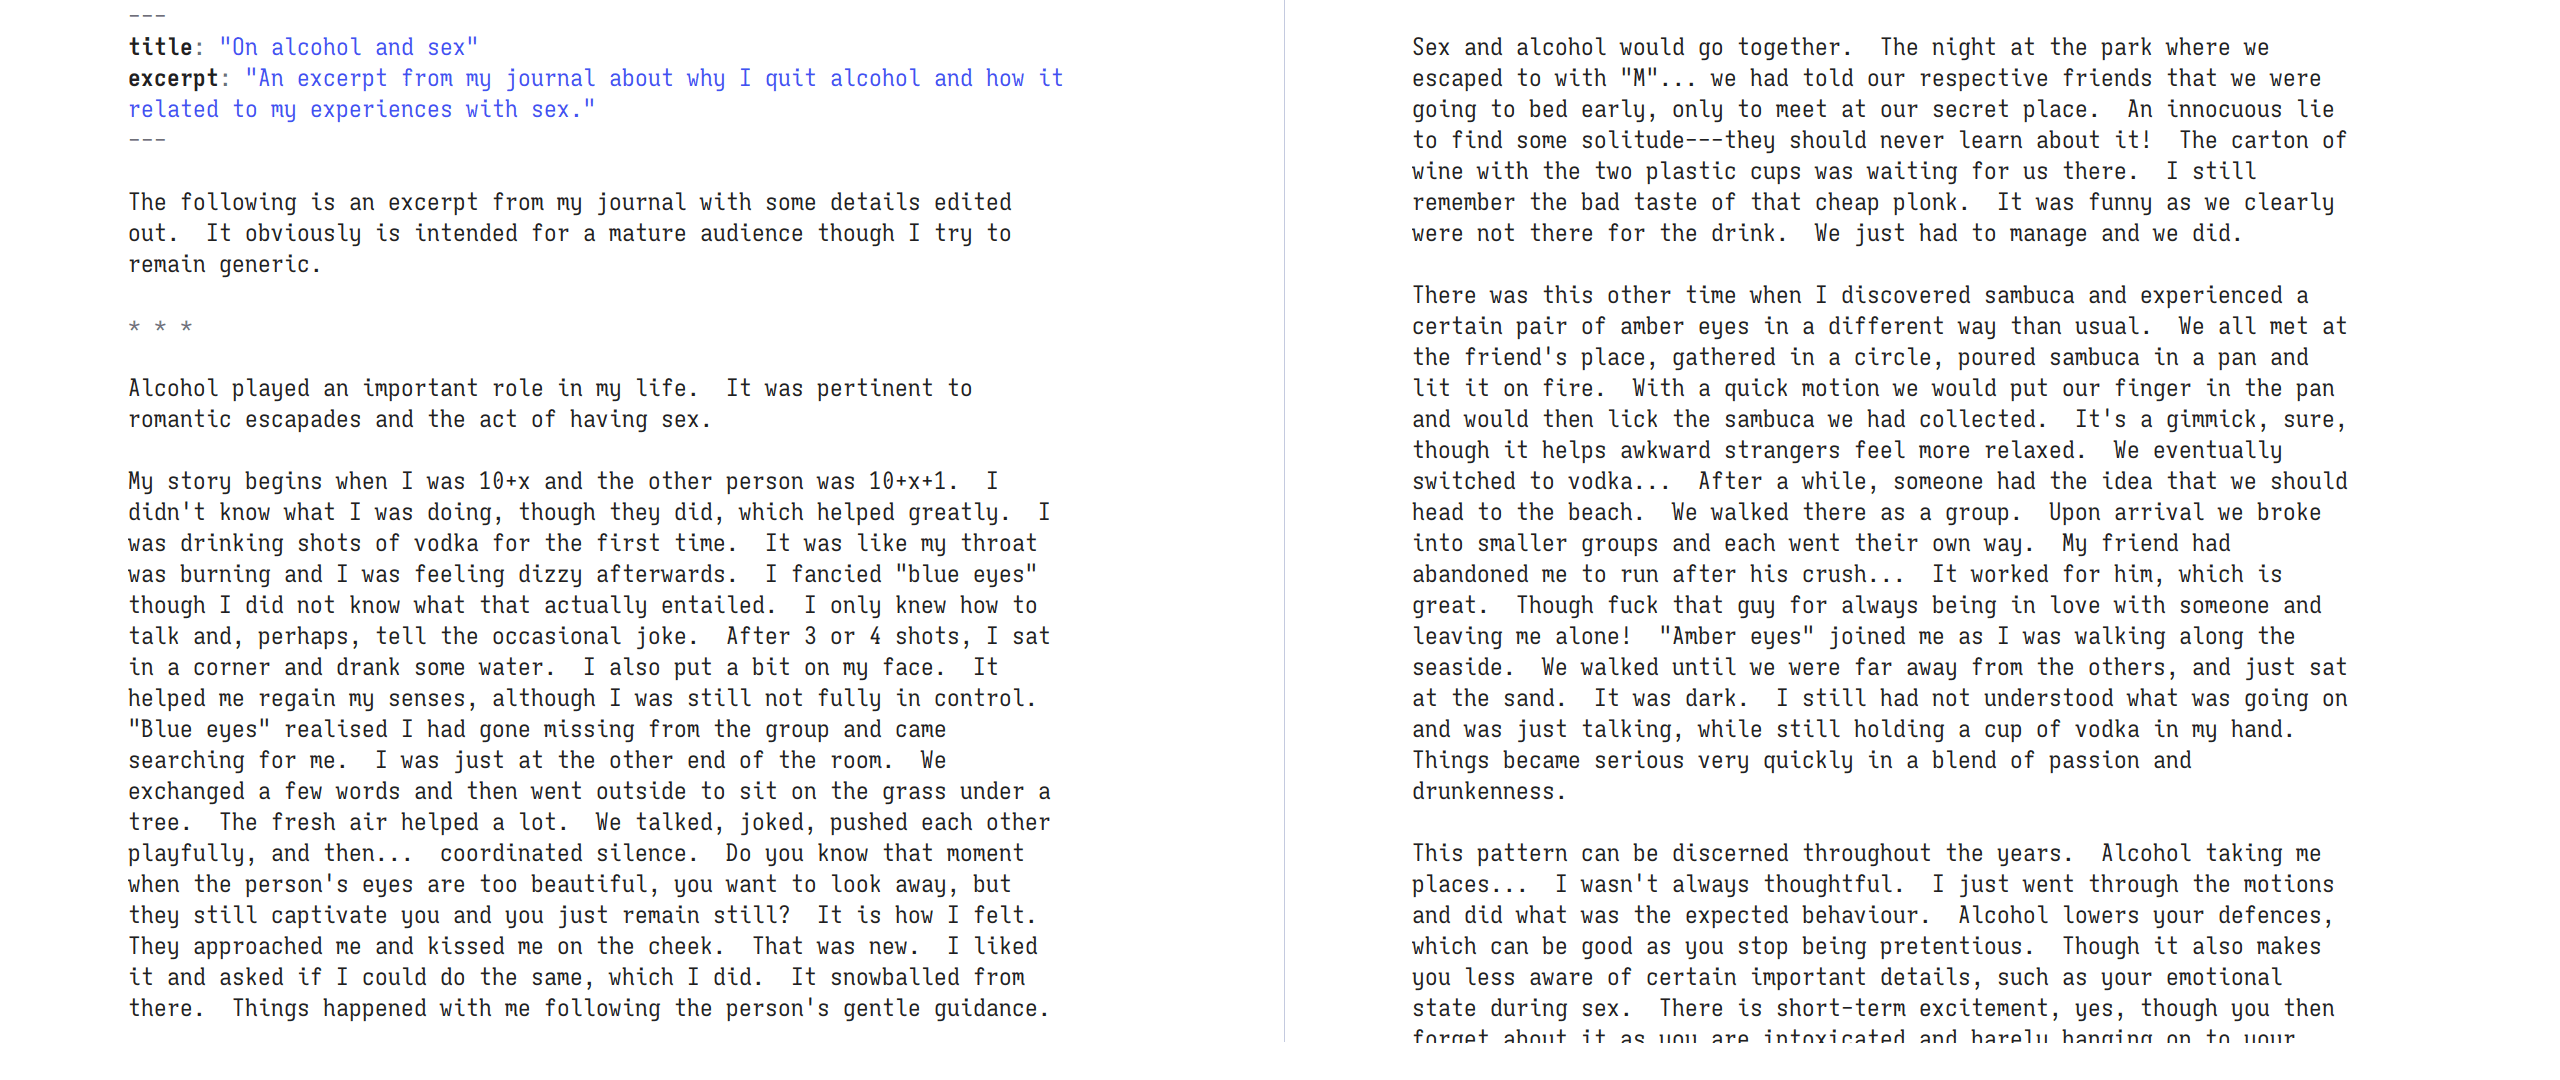 ---
title: "On alcohol and sex"
excerpt: "An excerpt from my journal about why I quit alcohol and how it
related to my experiences with sex."
---
The following is an excerpt from my journal with some details edited
out.  It obviously is intended for a mature audience though I try to
remain generic.
* * *
Alcohol played an important role in my life.  It was pertinent to
romantic escapades and the act of having sex.
My story begins when I was 10+x and the other person was 10+x+1.  I
didn't know what I was doing, though they did, which helped greatly.  I
was drinking shots of vodka for the first time.  It was like my throat
was burning and I was feeling dizzy afterwards.  I fancied "blue eyes"
though I did not know what that actually entailed.  I only knew how to
talk and, perhaps, tell the occasional joke.  After 3 or 4 shots, I sat
in a corner and drank some water.  I also put a bit on my face.  It
helped me regain my senses, although I was still not fully in control.
"Blue eyes" realised I had gone missing from the group and came
searching for me.  I was just at the other end of the room.  We
exchanged a few words and then went outside to sit on the grass under a
tree.  The fresh air helped a lot.  We talked, joked, pushed each other
playfully, and then...  coordinated silence.  Do you know that moment
when the person's eyes are too beautiful, you want to look away, but
they still captivate you and you just remain still?  It is how I felt.
They approached me and kissed me on the cheek.  That was new.  I liked
it and asked if I could do the same, which I did.  It snowballed from
there.  Things happened with me following the person's gentle guidance.
Sex and alcohol would go together.  The night at the park where we
escaped to with "M"... we had told our respective friends that we were
going to bed early, only to meet at our secret place.  An innocuous lie
to find some solitude---they should never learn about it!  The carton of
wine with the two plastic cups was waiting for us there.  I still
remember the bad taste of that cheap plonk.  It was funny as we clearly
were not there for the drink.  We just had to manage and we did.
There was this other time when I discovered sambuca and experienced a
certain pair of amber eyes in a different way than usual.  We all met at
the friend's place, gathered in a circle, poured sambuca in a pan and
lit it on fire.  With a quick motion we would put our finger in the pan
and would then lick the sambuca we had collected.  It's a gimmick, sure,
though it helps awkward strangers feel more relaxed.  We eventually
switched to vodka...  After a while, someone had the idea that we should
head to the beach.  We walked there as a group.  Upon arrival we broke
into smaller groups and each went their own way.  My friend had
abandoned me to run after his crush...  It worked for him, which is
great.  Though fuck that guy for always being in love with someone and
leaving me alone!  "Amber eyes" joined me as I was walking along the
seaside.  We walked until we were far away from the others, and just sat
at the sand.  It was dark.  I still had not understood what was going on
and was just talking, while still holding a cup of vodka in my hand.
Things became serious very quickly in a blend of passion and
drunkenness.
This pattern can be discerned throughout the years.  Alcohol taking me
places...  I wasn't always thoughtful.  I just went through the motions
and did what was the expected behaviour.  Alcohol lowers your defences,
which can be good as you stop being pretentious.  Though it also makes
you less aware of certain important details, such as your emotional
state during sex.  There is short-term excitement, yes, though you then
forget about it as you are intoxicated and barely hanging on to your